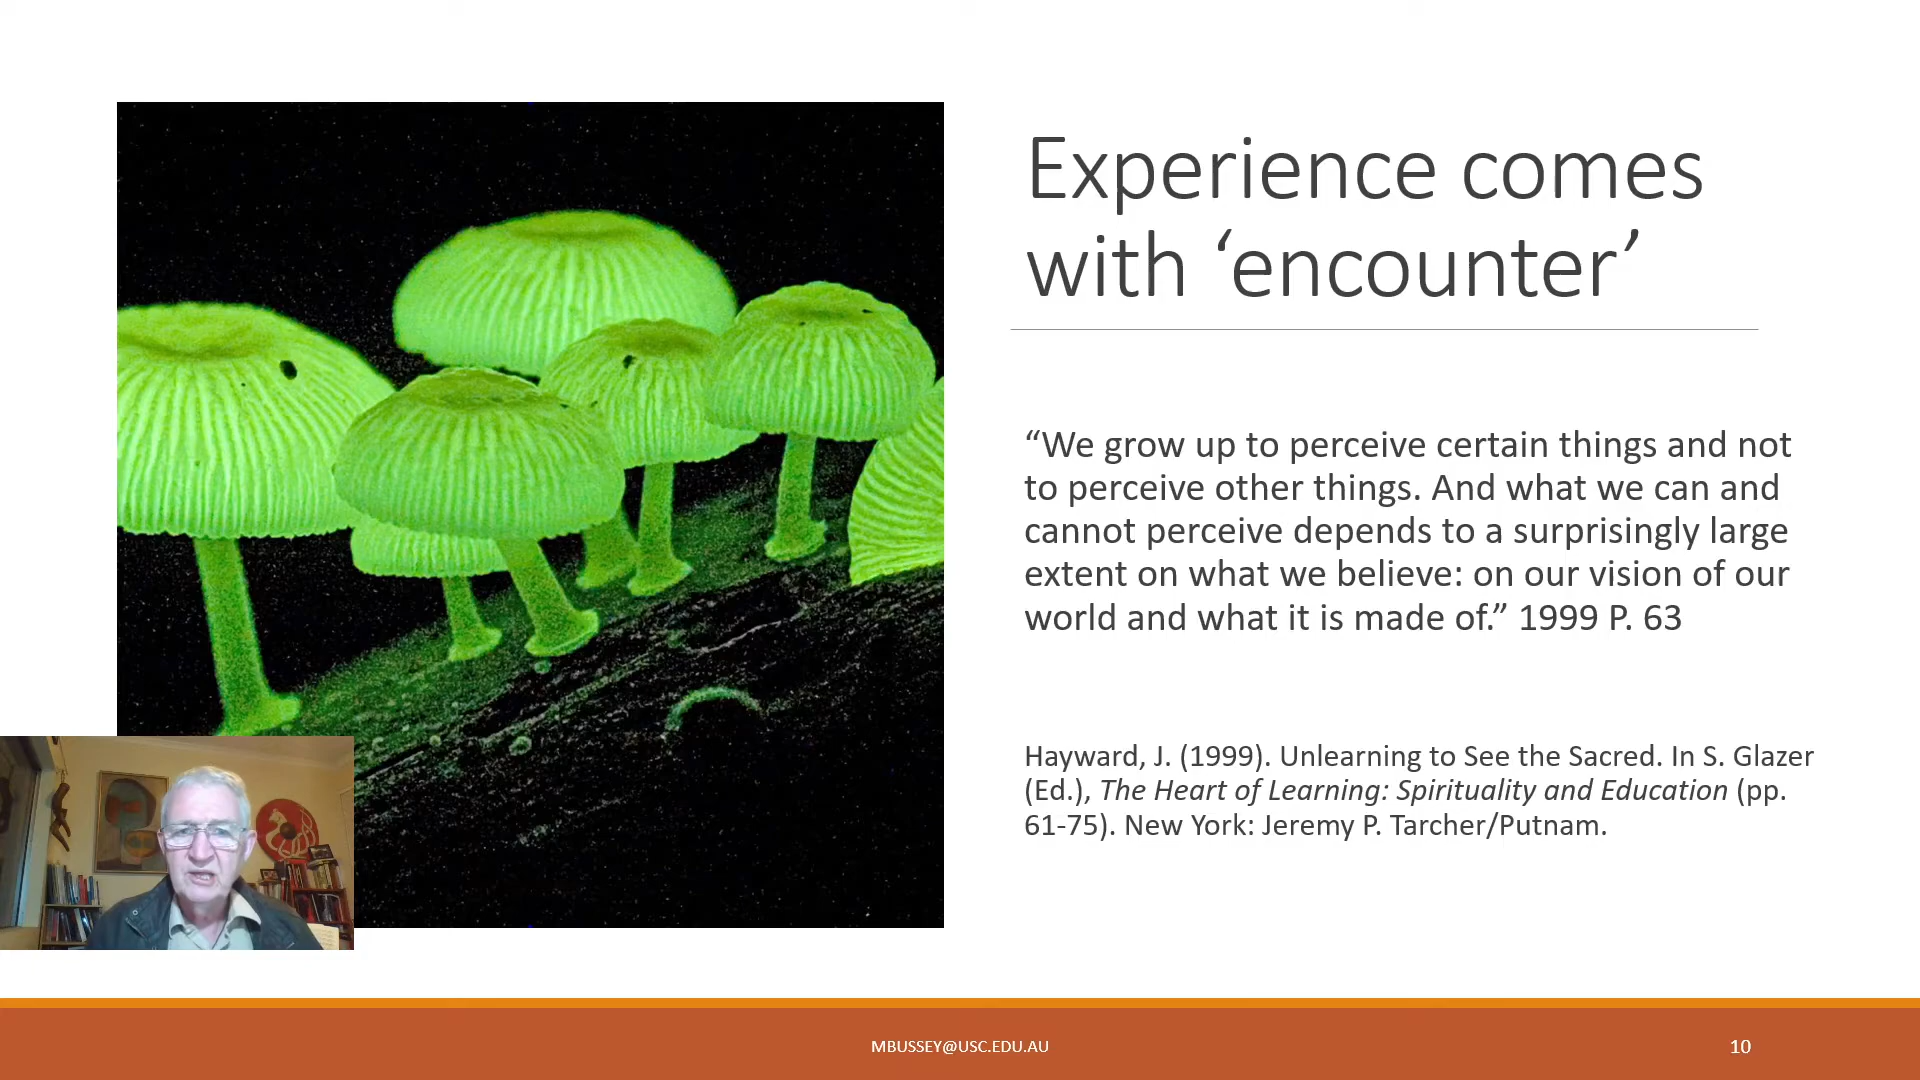 Experience comes
with ‘encounter’
“We grow up to perceive certain things and not
to perceive other things. And what we can and
cannot perceive depends to a surprisingly large
extent on what we believe: on our vision of our
world and what it is made of.” 1999 P. 63
Hayward, J. (1999). Unlearning to See the Sacred. In S. Glazer
(Ed.), The Heart of Learning: Spirituality and Education (pp.
61-75). New York: Jeremy P. Tarcher/Putnam.
MBUSSEY@USC.EDU.AU
10